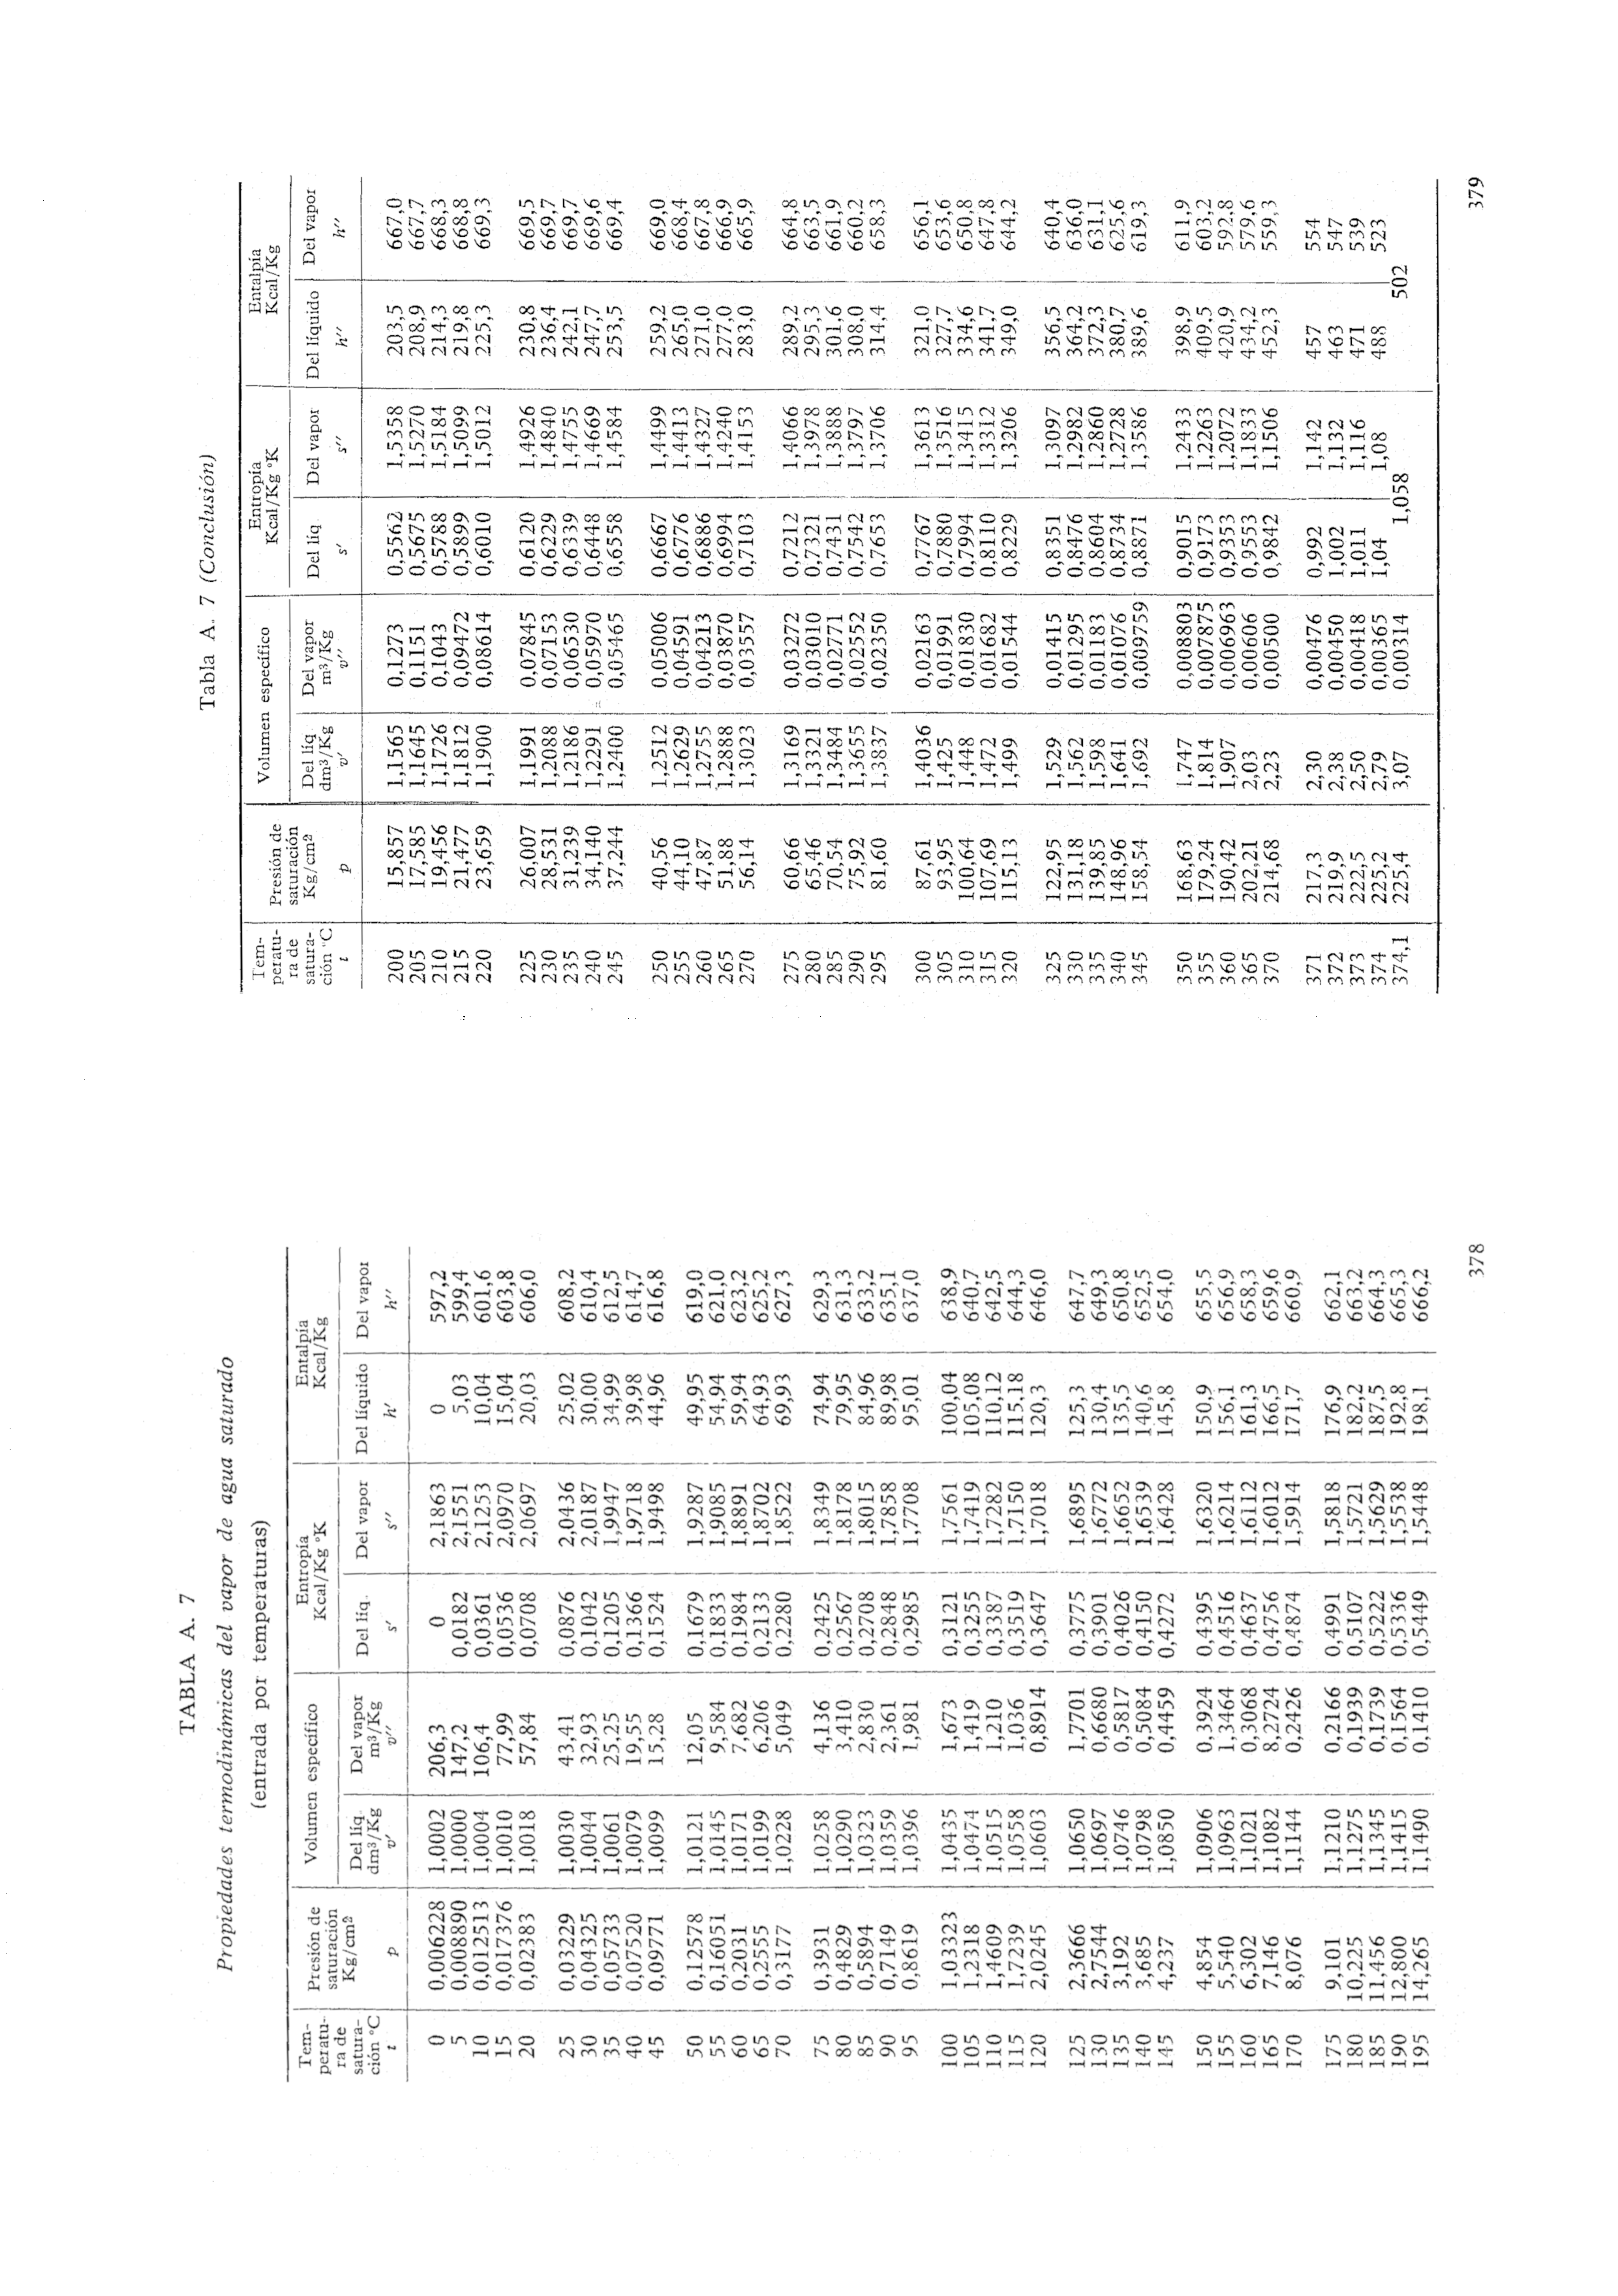 TABLA A. 7
Propiedades termodinámicas del vapor de agua saturado
(entrada por temperaturas)
Tem-peratu-ra de satura-ción °C t | Presión de saturación Kg/cm² p | Volumen específico Del líq dm³/Kg v' | Del vapor m³/Kg v'' | Entropía Kcal/Kg °K Del líq. s' | Del vapor s'' | Entalpía Kcal/Kg Del líquido h' | Del vapor h''
0 0,006228 1,0002 206,3 0 2,1863 0 597,2
5 0,008890 1,0000 147,2 0,0182 2,1551 5,03 599,4
10 0,012513 1,0004 106,4 0,0361 2,1253 10,04 601,6
15 0,017376 1,0010 77,99 0,0536 2,0970 15,04 603,8
20 0,02383 1,0018 57,84 0,0708 2,0697 20,03 606,0
25 0,03229 1,0030 43,41 0,0876 2,0436 25,02 608,2
30 0,04325 1,0044 32,93 0,1042 2,0187 30,00 610,4
35 0,05733 1,0061 25,25 0,1205 1,9947 34,99 612,5
40 0,07520 1,0079 19,55 0,1366 1,9718 39,98 614,7
45 0,09771 1,0099 15,28 0,1524 1,9498 44,96 616,8
50 0,12578 1,0121 12,05 0,1679 1,9287 49,95 619,0
55 0,16051 1,0145 9,584 0,1833 1,9085 54,94 621,0
60 0,2031 1,0171 7,682 0,1984 1,8891 59,94 623,2
65 0,2555 1,0199 6,206 0,2133 1,8702 64,93 625,2
70 0,3177 1,0228 5,049 0,2280 1,8522 69,93 627,3
75 0,3931 1,0258 4,136 0,2425 1,8349 74,94 629,3
80 0,4829 1,0290 3,410 0,2567 1,8178 79,95 631,3
85 0,5894 1,0323 2,830 0,2708 1,8015 84,96 633,2
90 0,7149 1,0359 2,361 0,2848 1,7858 89,98 635,1
95 0,8619 1,0396 1,981 0,2985 1,7708 95,01 637,0
100 1,03323 1,0435 1,673 0,3121 1,7561 100,04 638,9
105 1,2318 1,0474 1,419 0,3255 1,7419 105,08 640,7
110 1,4609 1,0515 1,210 0,3387 1,7282 110,12 642,5
115 1,7239 1,0558 1,036 0,3519 1,7150 115,18 644,3
120 2,0245 1,0603 0,8914 0,3647 1,7018 120,3 646,0
125 2,3666 1,0650 1,7701 0,3775 1,6895 125,3 647,7
130 2,7544 1,0697 0,6680 0,3901 1,6772 130,4 649,3
135 3,192 1,0746 0,5817 0,4026 1,6652 135,5 650,8
140 3,685 1,0798 0,5084 0,4150 1,6539 140,6 652,5
145 4,237 1,0850 0,4459 0,4272 1,6428 145,8 654,0
150 4,854 1,0906 0,3924 0,4395 1,6320 150,9 655,5
155 5,540 1,0963 1,3464 0,4516 1,6214 156,1 656,9
160 6,302 1,1021 0,3068 0,4637 1,6112 161,3 658,3
165 7,146 1,1082 8,2724 0,4756 1,6012 166,5 659,6
170 8,076 1,1144 0,2426 0,4874 1,5914 171,7 660,9
175 9,101 1,1210 0,2166 0,4991 1,5818 176,9 662,1
180 10,225 1,1275 0,1939 0,5107 1,5721 182,2 663,2
185 11,456 1,1345 0,1739 0,5222 1,5629 187,5 664,3
190 12,800 1,1415 0,1564 0,5336 1,5538 192,8 665,3
195 14,265 1,1490 0,1410 0,5449 1,5448 198,1 666,2
378
Tabla A. 7 (Conclusión)
Tem-peratu-ra de satura-ción °C t | Presión de saturación Kg/cm² p | Volumen específico Del líq dm³/Kg v' | Del vapor m³/Kg v'' | Entropía Kcal/Kg °K Del líq s' | Del vapor s'' | Entalpía Kcal/Kg Del líquido h'' | Del vapor h''
200 15,857 1,1565 0,1273 0,5562 1,5358 203,5 667,0
205 17,585 1,1645 0,1151 0,5675 1,5270 208,9 667,7
210 19,456 1,1726 0,1043 0,5788 1,5184 214,3 668,3
215 21,477 1,1812 0,09472 0,5899 1,5099 219,8 668,8
220 23,659 1,1900 0,08614 0,6010 1,5012 225,3 669,3
225 26,007 1,1991 0,07845 0,6120 1,4926 230,8 669,5
230 28,531 1,2088 0,07153 0,6229 1,4840 236,4 669,7
235 31,239 1,2186 0,06530 0,6339 1,4755 242,1 669,7
240 34,140 1,2291 0,05970 0,6448 1,4669 247,7 669,6
245 37,244 1,2400 0,05465 0,6558 1,4584 253,5 669,4
250 40,56 1,2512 0,05006 0,6667 1,4499 259,2 669,0
255 44,10 1,2629 0,04591 0,6776 1,4413 265,0 668,4
260 47,87 1,2755 0,04213 0,6886 1,4327 271,0 667,8
265 51,88 1,2888 0,03870 0,6994 1,4240 277,0 666,9
270 56,14 1,3023 0,03557 0,7103 1,4153 283,0 665,9
275 60,66 1,3169 0,03272 0,7212 1,4066 289,2 664,8
280 65,46 1,3321 0,03010 0,7321 1,3978 295,3 663,5
285 70,54 1,3484 0,02771 0,7431 1,3888 301,6 661,9
290 75,92 1,3655 0,02552 0,7542 1,3797 308,0 660,2
295 81,60 1,3837 0,02350 0,7653 1,3706 314,4 658,3
300 87,61 1,4036 0,02163 0,7767 1,3613 321,0 656,1
305 93,95 1,425 0,01991 0,7880 1,3516 327,7 653,6
310 100,64 1,448 0,01830 0,7994 1,3415 334,6 650,8
315 107,69 1,472 0,01682 0,8110 1,3312 341,7 647,8
320 115,13 1,499 0,01544 0,8229 1,3206 349,0 644,2
325 122,95 1,529 0,01415 0,8351 1,3097 356,5 640,4
330 131,18 1,562 0,01295 0,8476 1,2982 364,2 636,0
335 139,85 1,598 0,01183 0,8604 1,2860 372,3 631,1
340 148,96 1,641 0,01076 0,8734 1,2728 380,7 625,6
345 158,54 1,692 0,009759 0,8871 1,3586 389,6 619,3
350 168,63 1,747 0,008803 0,9015 1,2433 398,9 611,9
355 179,24 1,814 0,007875 0,9173 1,2263 409,5 603,2
360 190,42 1,907 0,006963 0,9353 1,2072 420,9 592,8
365 202,21 2,03 0,00606 0,9553 1,1833 434,2 579,6
370 214,68 2,23 0,00500 0,9842 1,1506 452,3 559,3
371 217,3 2,30 0,00476 0,992 1,142 457 554
372 219,9 2,38 0,00450 1,002 1,132 463 547
373 222,5 2,50 0,00418 1,011 1,116 471 539
374 225,2 2,79 0,00365 1,04 1,08 488 523
374,1 225,4 3,07 0,00314 1,058 502
379